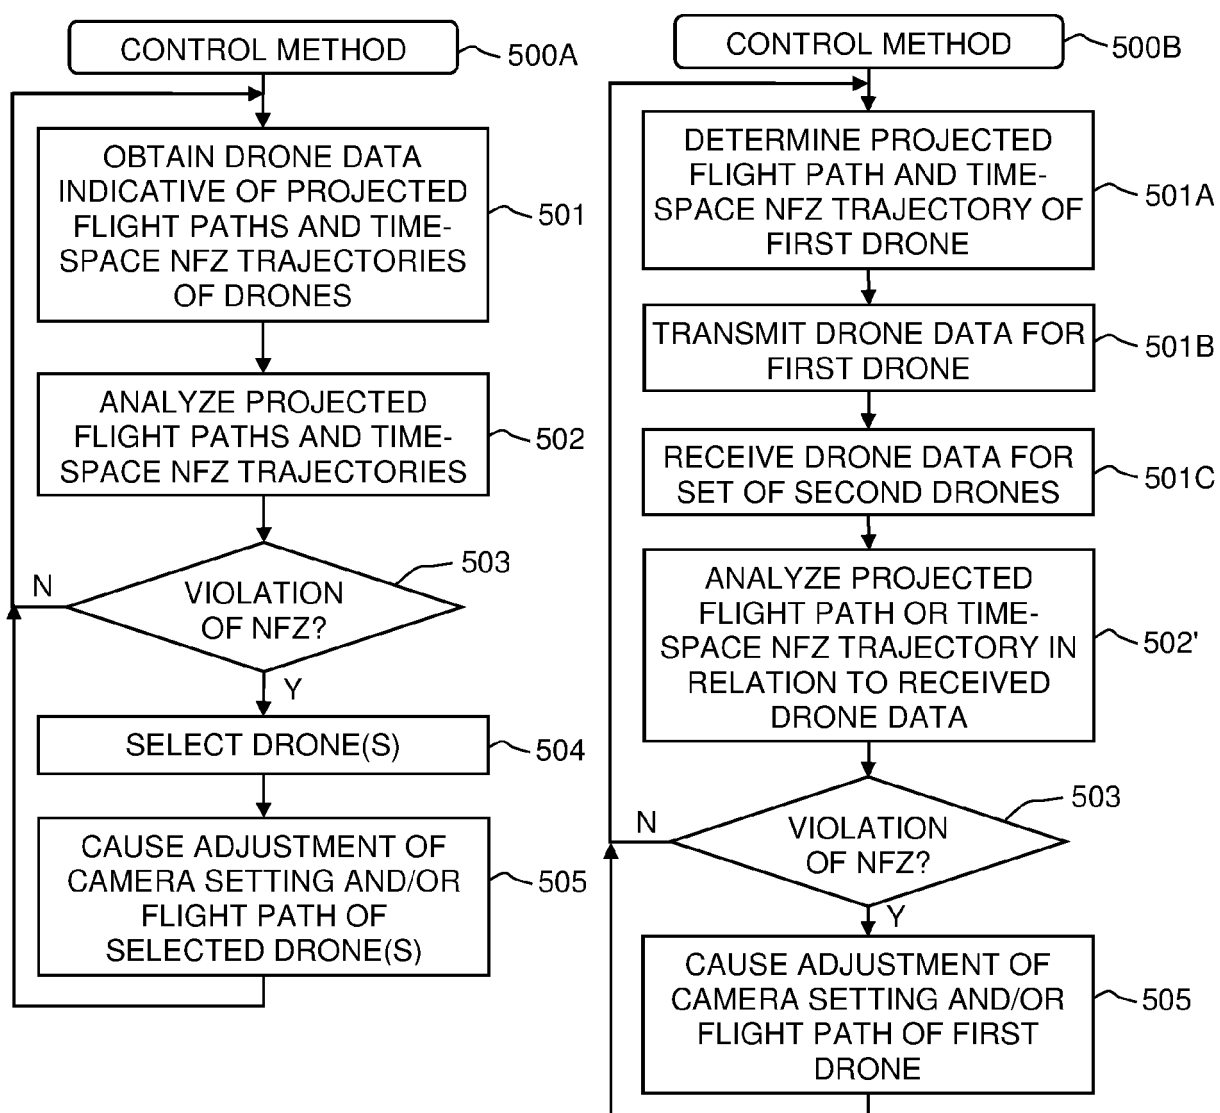 CONTROL METHOD
500A
OBTAIN DRONE DATA
INDICATIVE OF PROJECTED
FLIGHT PATHS AND TIME-
SPACE NFZ TRAJECTORIES
OF DRONES
501
ANALYZE PROJECTED
FLIGHT PATHS AND TIME-
SPACE NFZ TRAJECTORIES
502
VIOLATION
OF NFZ?
503
N
Y
SELECT DRONE(S)
504
CAUSE ADJUSTMENT OF
CAMERA SETTING AND/OR
FLIGHT PATH OF
SELECTED DRONE(S)
505
CONTROL METHOD
500B
DETERMINE PROJECTED
FLIGHT PATH AND TIME-
SPACE NFZ TRAJECTORY OF
FIRST DRONE
501A
TRANSMIT DRONE DATA FOR
FIRST DRONE
501B
RECEIVE DRONE DATA FOR
SET OF SECOND DRONES
501C
ANALYZE PROJECTED
FLIGHT PATH OR TIME-
SPACE NFZ TRAJECTORY IN
RELATION TO RECEIVED
DRONE DATA
502'
VIOLATION
OF NFZ?
503
N
Y
CAUSE ADJUSTMENT OF
CAMERA SETTING AND/OR
FLIGHT PATH OF FIRST
DRONE
505